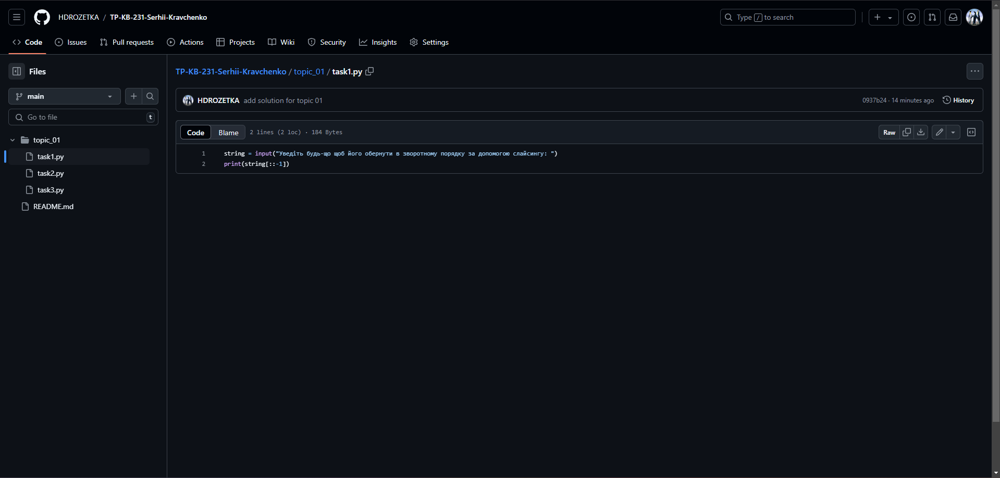 HDROZETKA / TP-KB-231-Serhii-Kravchenko
Type / to search
Code Issues Pull requests Actions Projects Wiki Security Insights Settings
Files
main
Go to file t
topic_01
task1.py
task2.py
task3.py
README.md
TP-KB-231-Serhii-Kravchenko / topic_01 / task1.py
HDROZETKA add solution for topic 01
0937b24 · 14 minutes ago History
Code Blame 2 lines (2 loc) · 184 Bytes
Raw
1 string = input("Уведіть будь-що щоб його обернути в зворотному порядку за допомогою слайсингу: ")
2 print(string[::-1])